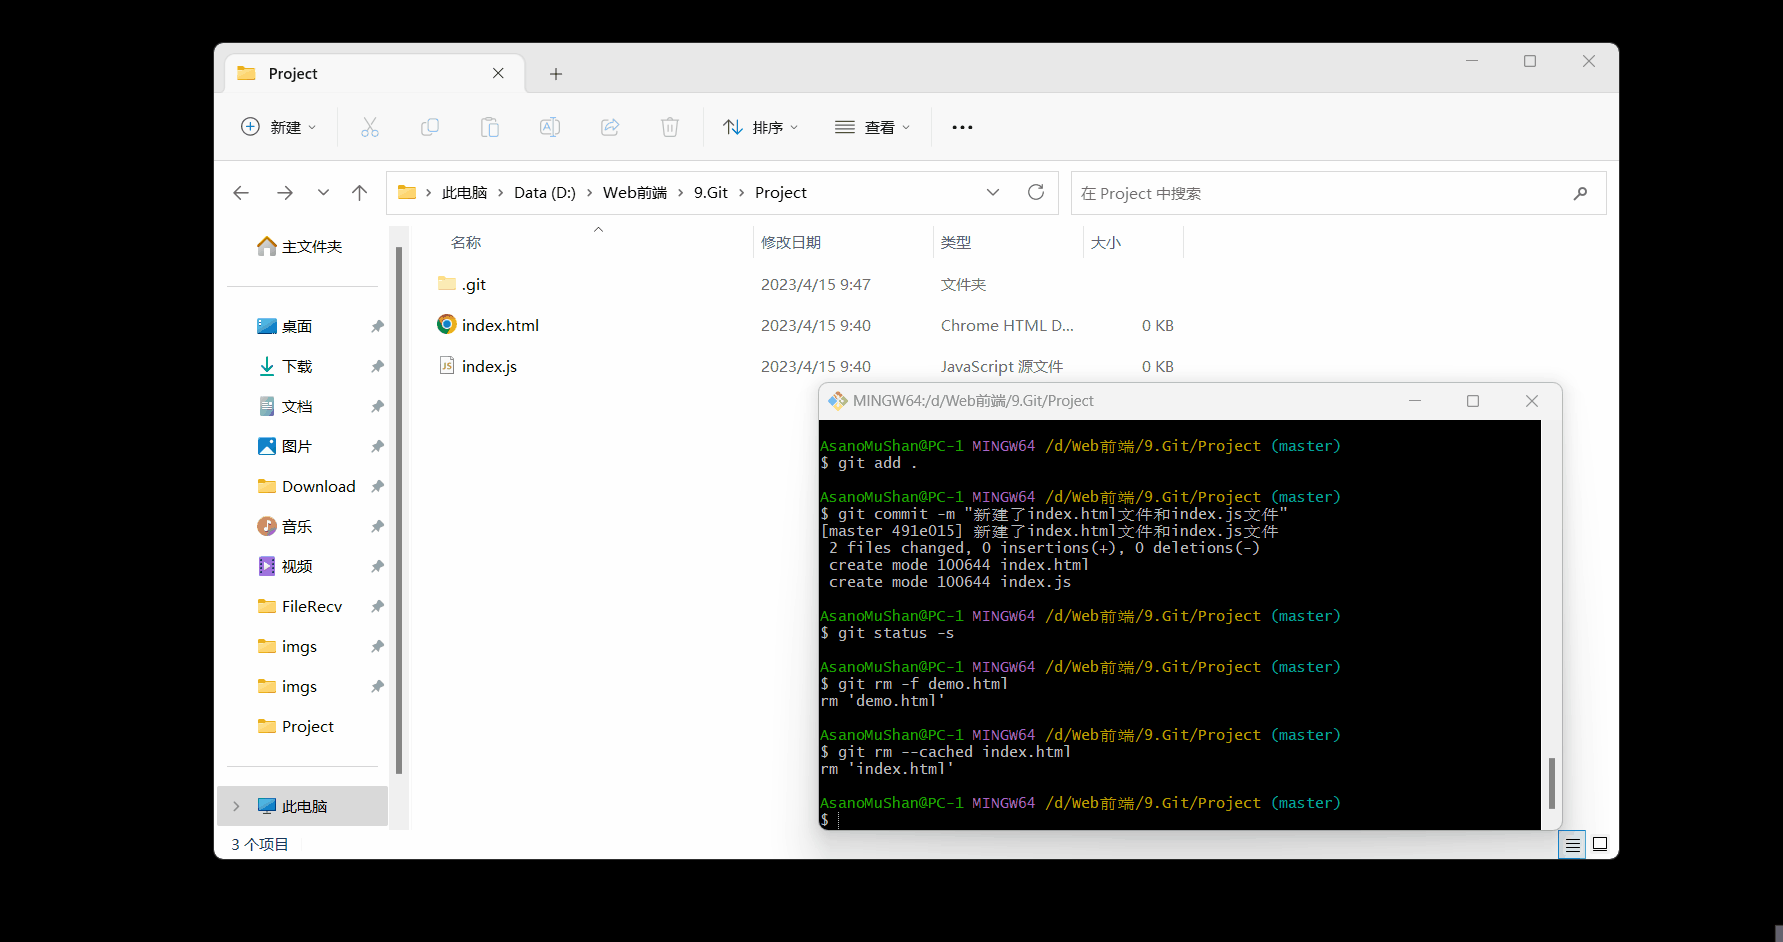 Project
新建
排序
查看
此电脑 Data (D:) Web前端 9.Git Project
在 Project 中搜索
主文件夹
桌面
下载
文档
图片
Download
音乐
视频
FileRecv
imgs
imgs
Project
此电脑
名称 修改日期 类型 大小
.git 2023/4/15 9:47 文件夹
index.html 2023/4/15 9:40 Chrome HTML D... 0 KB
index.js 2023/4/15 9:40 JavaScript 源文件 0 KB
MINGW64:/d/Web前端/9.Git/Project
AsanoMuShan@PC-1 MINGW64 /d/Web前端/9.Git/Project (master)
$ git add .
AsanoMuShan@PC-1 MINGW64 /d/Web前端/9.Git/Project (master)
$ git commit -m "新建了index.html文件和index.js文件"
[master 491e015] 新建了index.html文件和index.js文件
2 files changed, 0 insertions(+), 0 deletions(-)
create mode 100644 index.html
create mode 100644 index.js
AsanoMuShan@PC-1 MINGW64 /d/Web前端/9.Git/Project (master)
$ git status -s
AsanoMuShan@PC-1 MINGW64 /d/Web前端/9.Git/Project (master)
$ git rm -f demo.html
rm 'demo.html'
AsanoMuShan@PC-1 MINGW64 /d/Web前端/9.Git/Project (master)
$ git rm --cached index.html
rm 'index.html'
AsanoMuShan@PC-1 MINGW64 /d/Web前端/9.Git/Project (master)
$
3 个项目